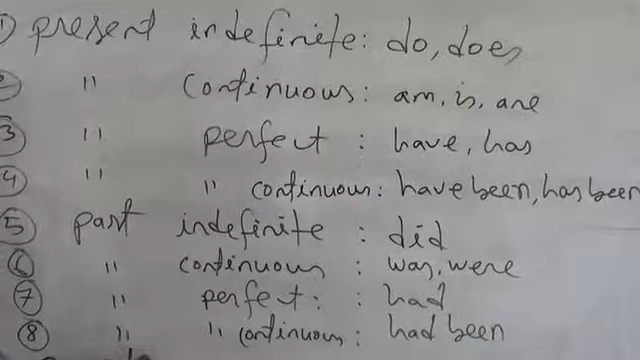 ① present indefinite: do, does
② " continuous: am, is, are
③ " perfect : have, has
④ " " continuous: have been, has been
⑤ past indefinite : did
⑥ " continuous : was, were
⑦ " perfect: : had
⑧ " " continuous: had been